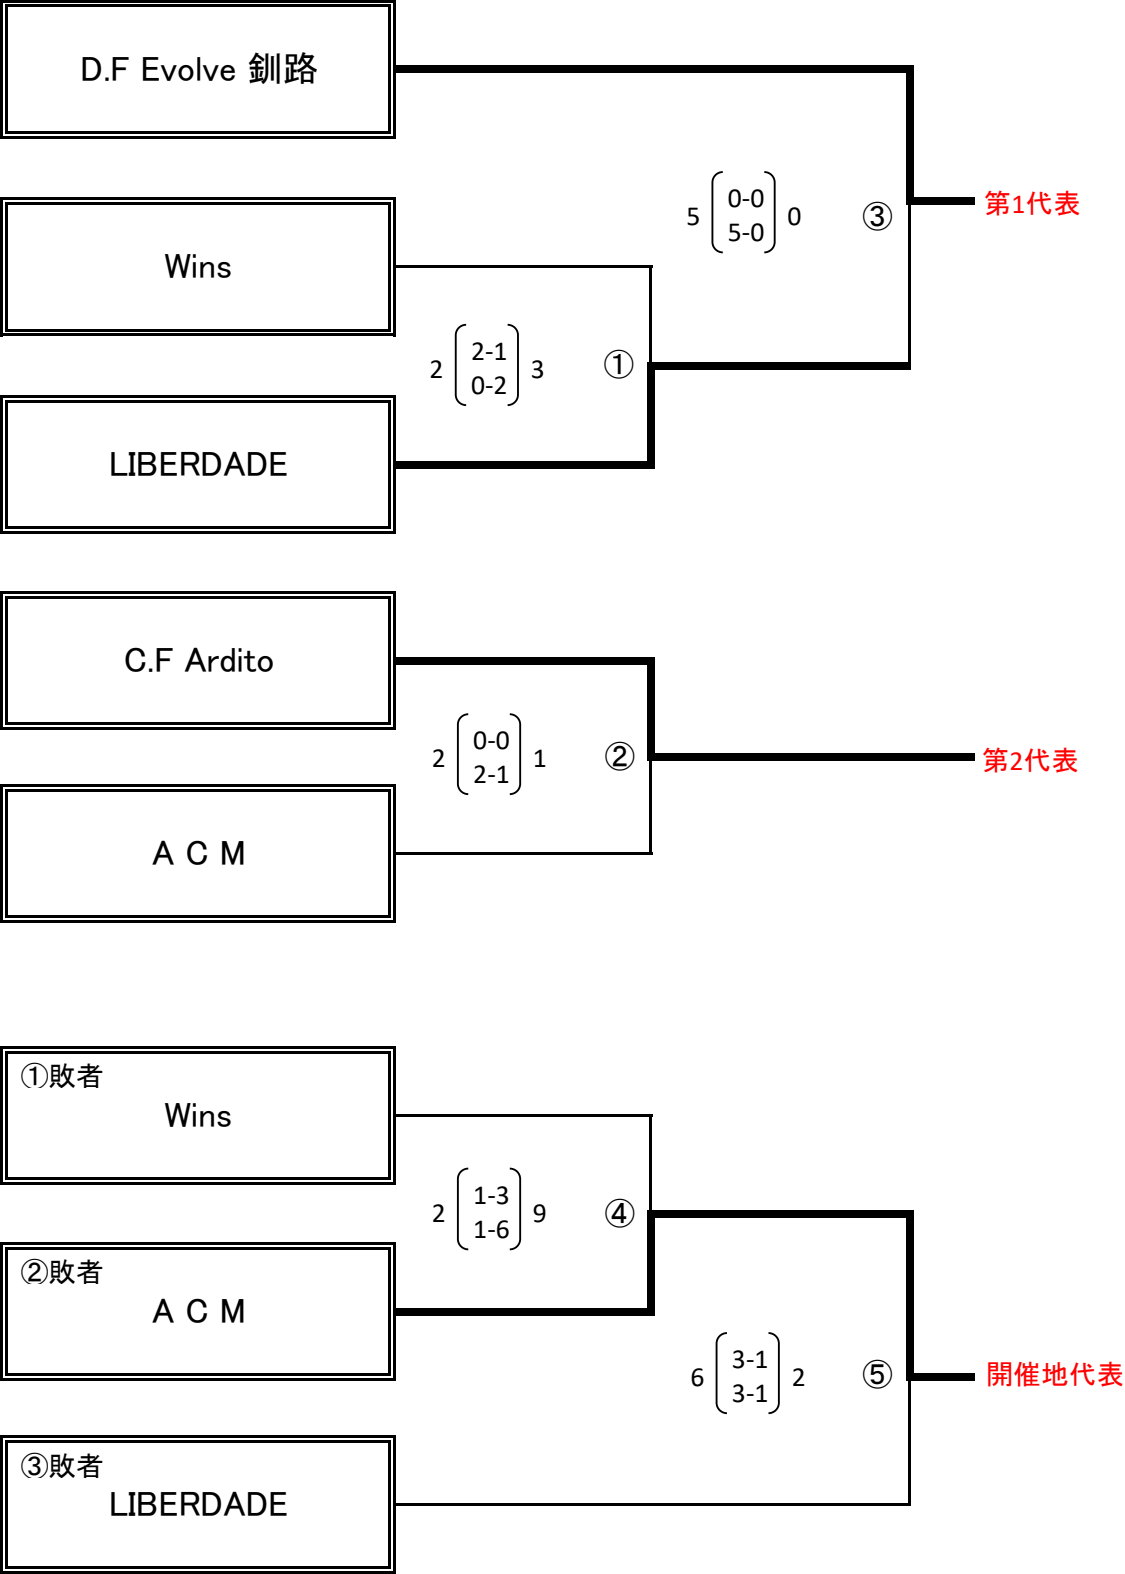 D.F Evolve 釧路
第1代表
5 0-0 0 ③
5-0
Wins
2 2-1 3 ①
0-2
LIBERDADE
C.F Ardito
2 0-0 1 ②
2-1
第2代表
A C M
①敗者
Wins
2 1-3 9 ④
1-6
②敗者
A C M
6 3-1 2 ⑤
3-1
開催地代表
③敗者
LIBERDADE